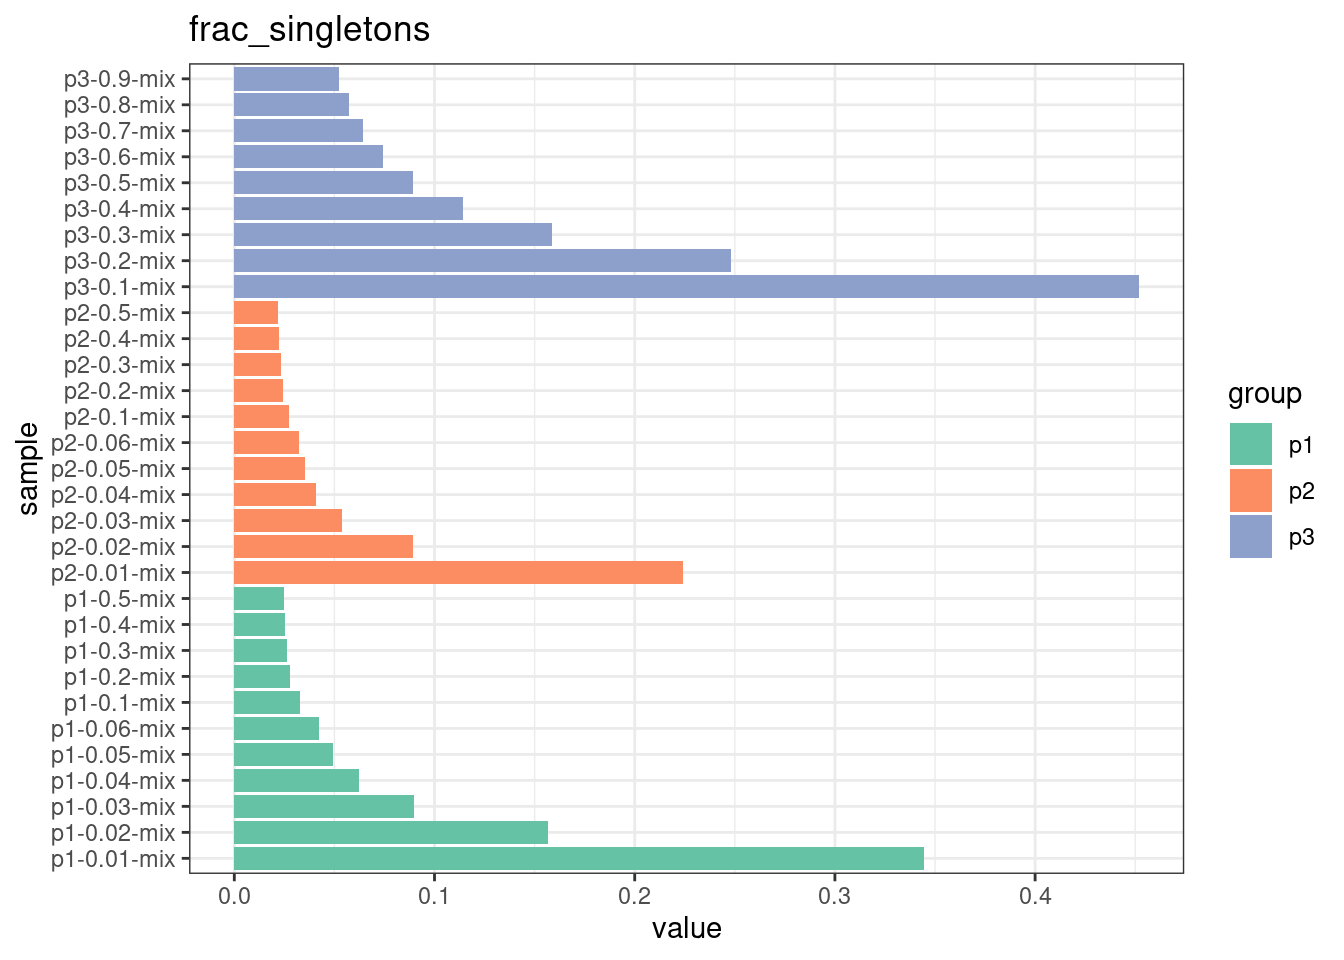 frac_singletons
p3-0.9-mix
p3-0.8-mix
p3-0.7-mix
p3-0.6-mix
p3-0.5-mix
p3-0.4-mix
p3-0.3-mix
p3-0.2-mix
p3-0.1-mix
p2-0.5-mix
p2-0.4-mix
p2-0.3-mix
p2-0.2-mix
p2-0.1-mix
p2-0.06-mix
p2-0.05-mix
p2-0.04-mix
p2-0.03-mix
p2-0.02-mix
p2-0.01-mix
p1-0.5-mix
p1-0.4-mix
p1-0.3-mix
p1-0.2-mix
p1-0.1-mix
p1-0.06-mix
p1-0.05-mix
p1-0.04-mix
p1-0.03-mix
p1-0.02-mix
p1-0.01-mix
sample
0.0 0.1 0.2 0.3 0.4
value
group
p1
p2
p3